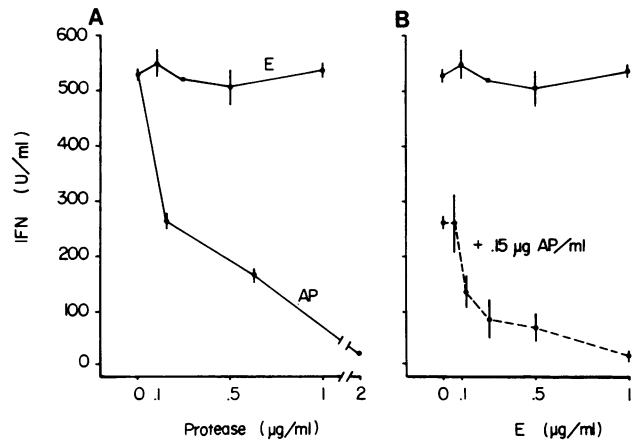 A
B
600
500
400
300
200
100
0
IFN (U/ml)
E
AP
0 .1 .5 1 2
Protease (μg/ml)
+ .15 μg AP/ml
0 .1 .5 1
E (μg/ml)